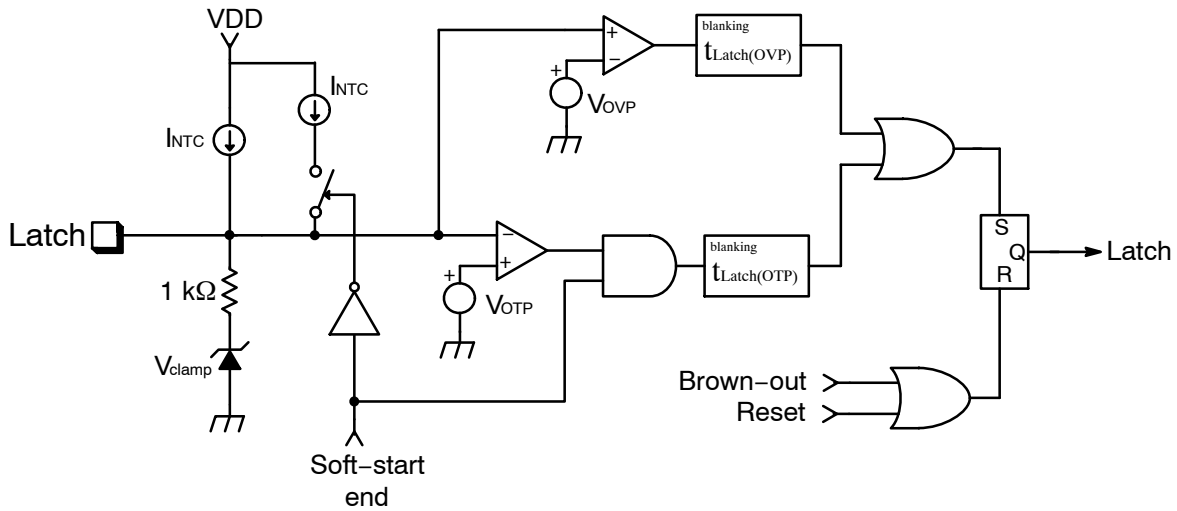 VDD
INTC
INTC
Latch
1 kΩ
Vclamp
Soft−start
end
+
−
+
VOVP
−
+
+
VOTP
blanking
tLatch(OVP)
blanking
tLatch(OTP)
S
Q
R
Latch
Brown−out
Reset